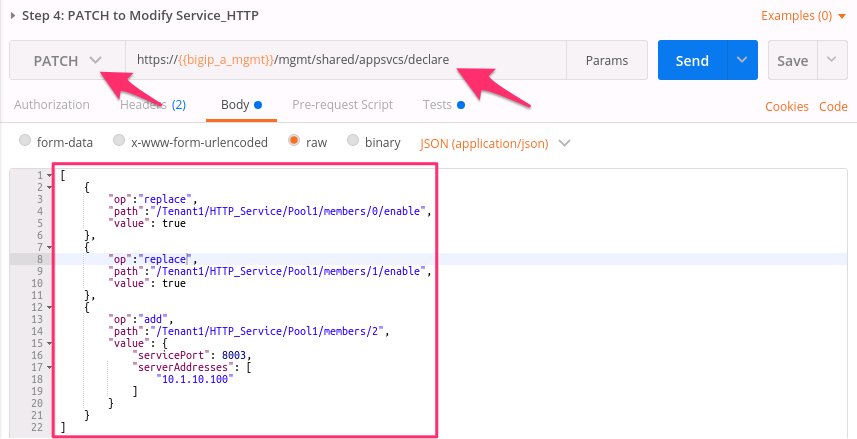 Step 4: PATCH to Modify Service_HTTP
Examples (0)
PATCH https://{{bigip_a_mgmt}}/mgmt/shared/appsvcs/declare Params Send Save
Authorization Headers (2) Body Pre-request Script Tests Cookies Code
form-data x-www-form-urlencoded raw binary JSON (application/json)
1 [
2 {
3 "op":"replace",
4 "path":"/Tenant1/HTTP_Service/Pool1/members/0/enable",
5 "value": true
6 },
7 {
8 "op":"replace",
9 "path":"/Tenant1/HTTP_Service/Pool1/members/1/enable",
10 "value": true
11 },
12 {
13 "op":"add",
14 "path":"/Tenant1/HTTP_Service/Pool1/members/2",
15 "value": {
16 "servicePort": 8003,
17 "serverAddresses": [
18 "10.1.10.100"
19 ]
20 }
21 }
22 ]